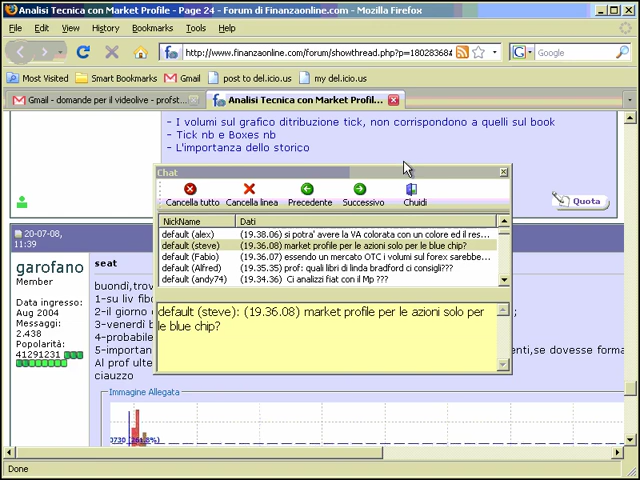 Analisi Tecnica con Market Profile - Page 24 - Forum di Finanzaonline.com - Mozilla Firefox
File Edit View History Bookmarks Tools Help
http://www.finanzaonline.com/forum/showthread.php?p=18028368
Google
Most Visited Smart Bookmarks Gmail post to del.icio.us my del.icio.us
Gmail - domande per il videolive - profst... Analisi Tecnica con Market Profil...
- I volumi sul grafico ditribuzione tick, non corrispondono a quelli sul book
- Tick nb e Boxes nb
- L'importanza dello storico
Quota
Chat
Cancella tutto Cancella linea Precedente Successivo Chuidi
NickName Dati
default (alex) (19.38.06) si potra' avere la VA colorata con un colore ed il res...
default (steve) (19.36.08) market profile per le azioni solo per le blue chip?
default (Fabio) (19.36.07) essendo un mercato OTC i volumi sul forex sarebbe...
default (Alfred) (19.35.35) prof: quali libri di linda bradford ci consigli???
default (andy74) (19.34.36) Ci analizzi fiat con il Mp ???
default (steve): (19.36.08) market profile per le azioni solo per
le blue chip?
20-07-08,
11:39
garofano
Member
Data ingresso:
Aug 2004
Messaggi:
2.438
Popolarità:
41291231
seat
buondì,trov
1-su liv fib
2-il giorno
3-venerdì b
4-probabile
5-importan
enti,se dovesse forma
Al prof ulte
ciauzzo
Immagine Allegata
0730 (261.8%)
Done